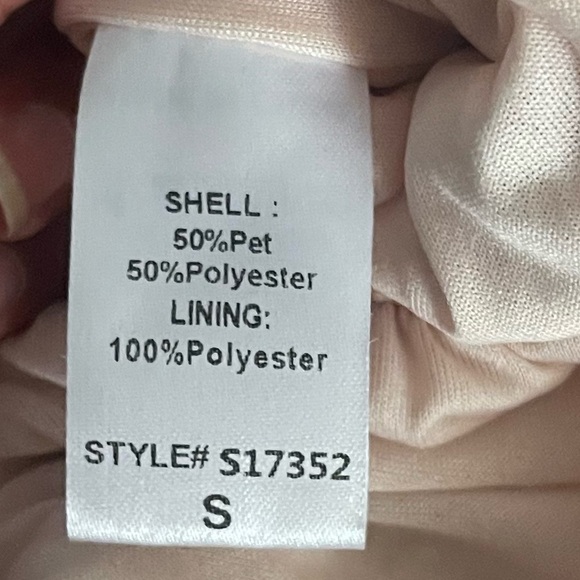 SHELL :
50%Pet
50%Polyester
LINING:
100%Polyester
STYLE# S17352
S